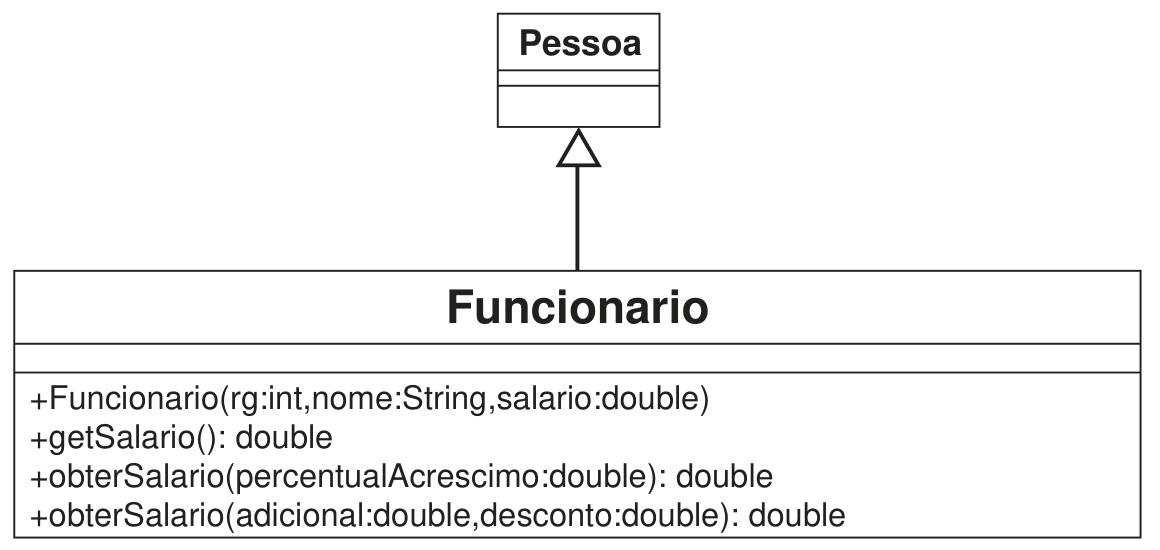 Pessoa
Funcionario
+Funcionario(rg:int,nome:String,salario:double)
+getSalario(): double
+obterSalario(percentualAcrescimo:double): double
+obterSalario(adicional:double,desconto:double): double